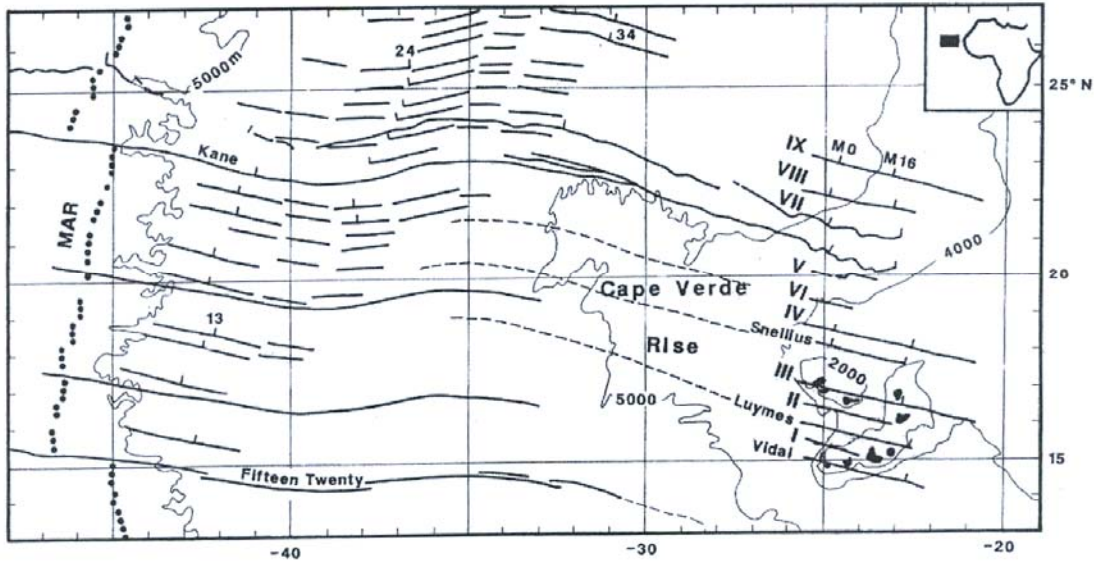 34
24
5000m
25° N
Kane
IX
M0
M16
VIII
VII
MAR
4000
V
20
Cape Verde
VI
IV
13
Snellius
Rise
III
2000
5000
II
Luymes
I
Vidal
15
Fifteen Twenty
-40
-30
-20